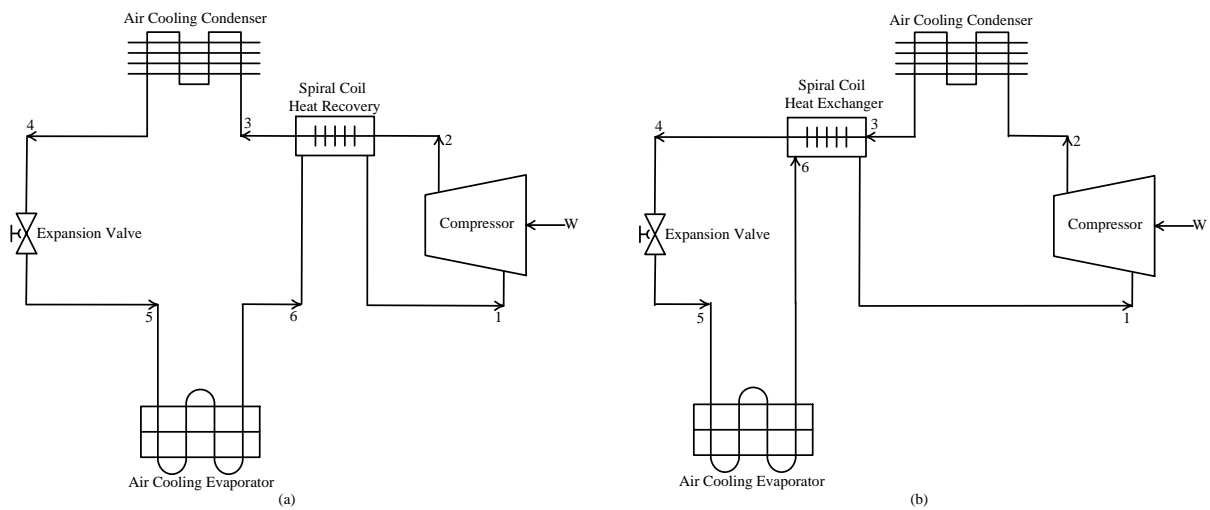 Air Cooling Condenser
Spiral Coil
Heat Recovery
4
3
2
Compressor
W
Expansion Valve
5
6
1
Air Cooling Evaporator
(a)
Air Cooling Condenser
Spiral Coil
Heat Exchanger
4
3
2
6
Compressor
W
Expansion Valve
5
1
Air Cooling Evaporator
(b)